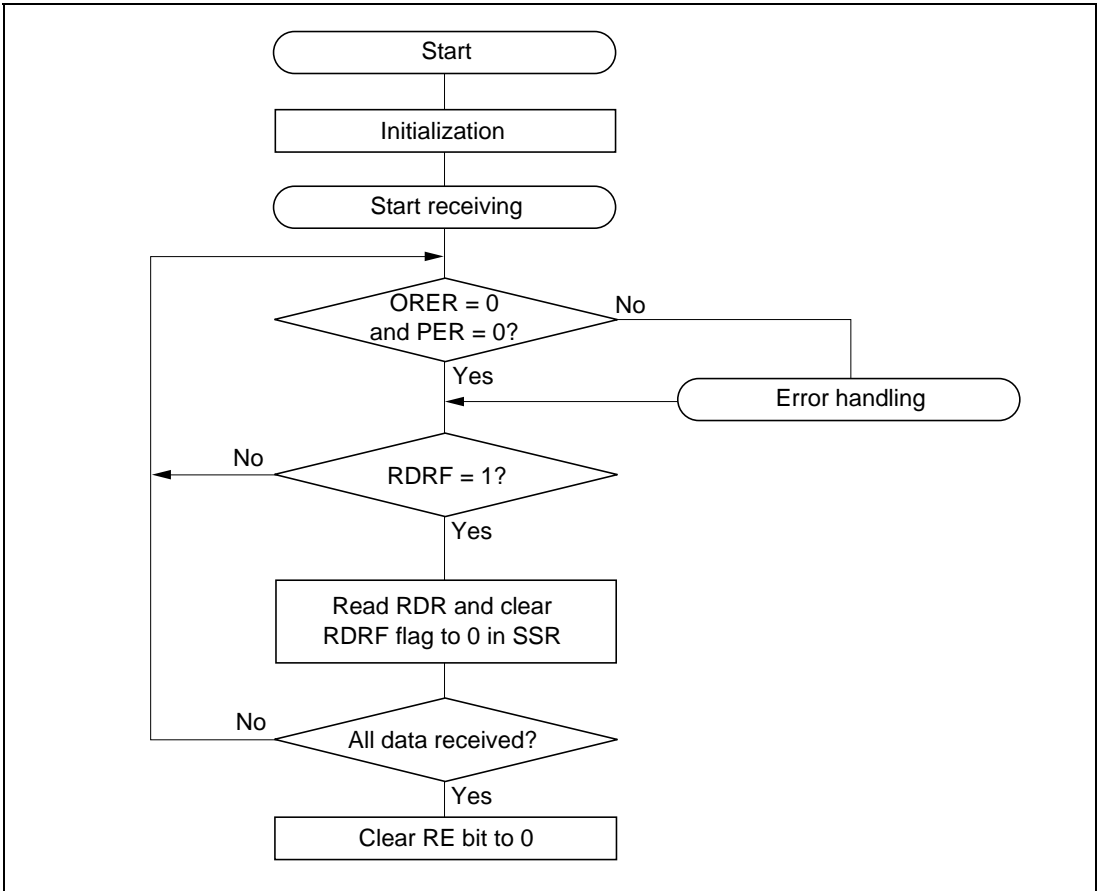 Start
Initialization
Start receiving
ORER = 0
and PER = 0?
No
Yes
Error handling
No
RDRF = 1?
Yes
Read RDR and clear
RDRF flag to 0 in SSR
No
All data received?
Yes
Clear RE bit to 0